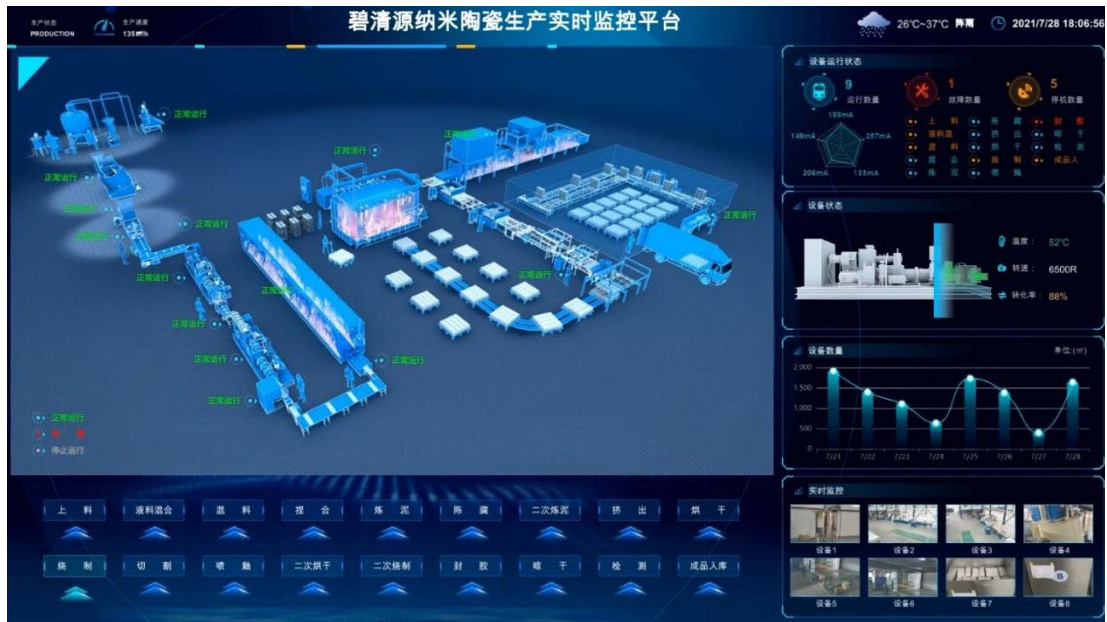 生产状态
PRODUCTION
生产速度
135㎡/h
碧清源纳米陶瓷生产实时监控平台
26°C~37°C 阵雨
2021/7/28 18:06:56
正常运行
正常运行
正常运行
正常运行
正常运行
正常运行
正常运行
正常运行
正常运行
正常运行
正常运行
正常运行
正常运行
正常运行
停止运行
设备运行状态
9
运行数量
1
故障数量
5
停机数量
198mA
149mA
267mA
206mA
上 料
陈 腐
封 胶
液料混
挤 出
晾 干
混 料
烘 干
检 测
捏 合
烧 制
成品入
炼 泥
喷 釉
设备状态
温度: 52°C
转速: 6500R
转化率: 88%
设备数量
单位:(㎡)
2,000
1,500
1,000
500
0
7/21 7/22 7/23 7/24 7/25 7/26 7/27 7/28
实时监控
设备1 设备2 设备3 设备4
设备5 设备6 设备7 设备8
上 料 液料混合 混 料 捏 合 炼 泥 陈 腐 二次炼泥 挤 出 烘 干
烧 制 切 割 喷 釉 二次烘干 二次烧制 封 胶 晾 干 检 测 成品入库